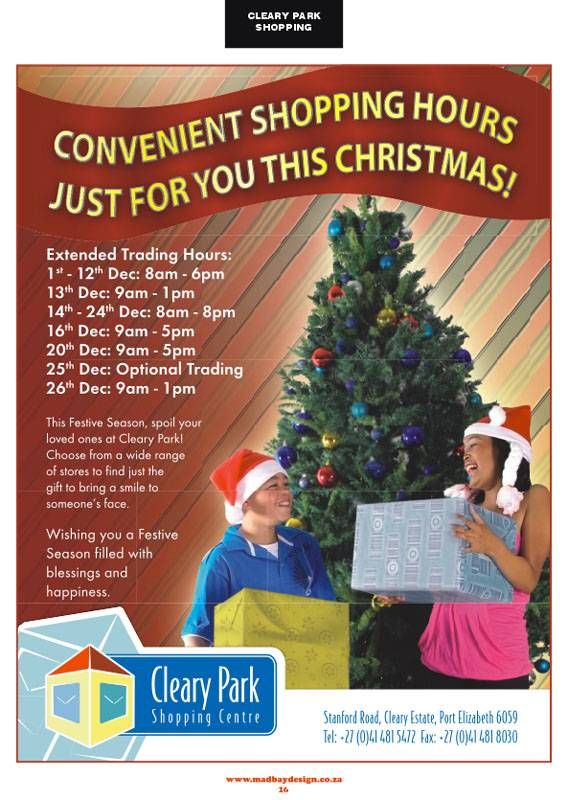 CLEARY PARK
SHOPPING
CONVENIENT SHOPPING HOURS
JUST FOR YOU THIS CHRISTMAS!
Extended Trading Hours:
1st - 12th Dec: 8am - 6pm
13th Dec: 9am - 1pm
14th - 24th Dec: 8am - 8pm
16th Dec: 9am - 5pm
20th Dec: 9am - 5pm
25th Dec: Optional Trading
26th Dec: 9am - 1pm
This Festive Season, spoil your
loved ones at Cleary Park!
Choose from a wide range
of stores to find just the
gift to bring a smile to
someone's face.
Wishing you a Festive
Season filled with
blessings and
happiness.
Cleary Park
Shopping Centre
Stanford Road, Cleary Estate, Port Elizabeth 6059
Tel: +27 (0)41 481 5472 Fax: +27 (0)41 481 8030
www.madbaydesign.co.za
16